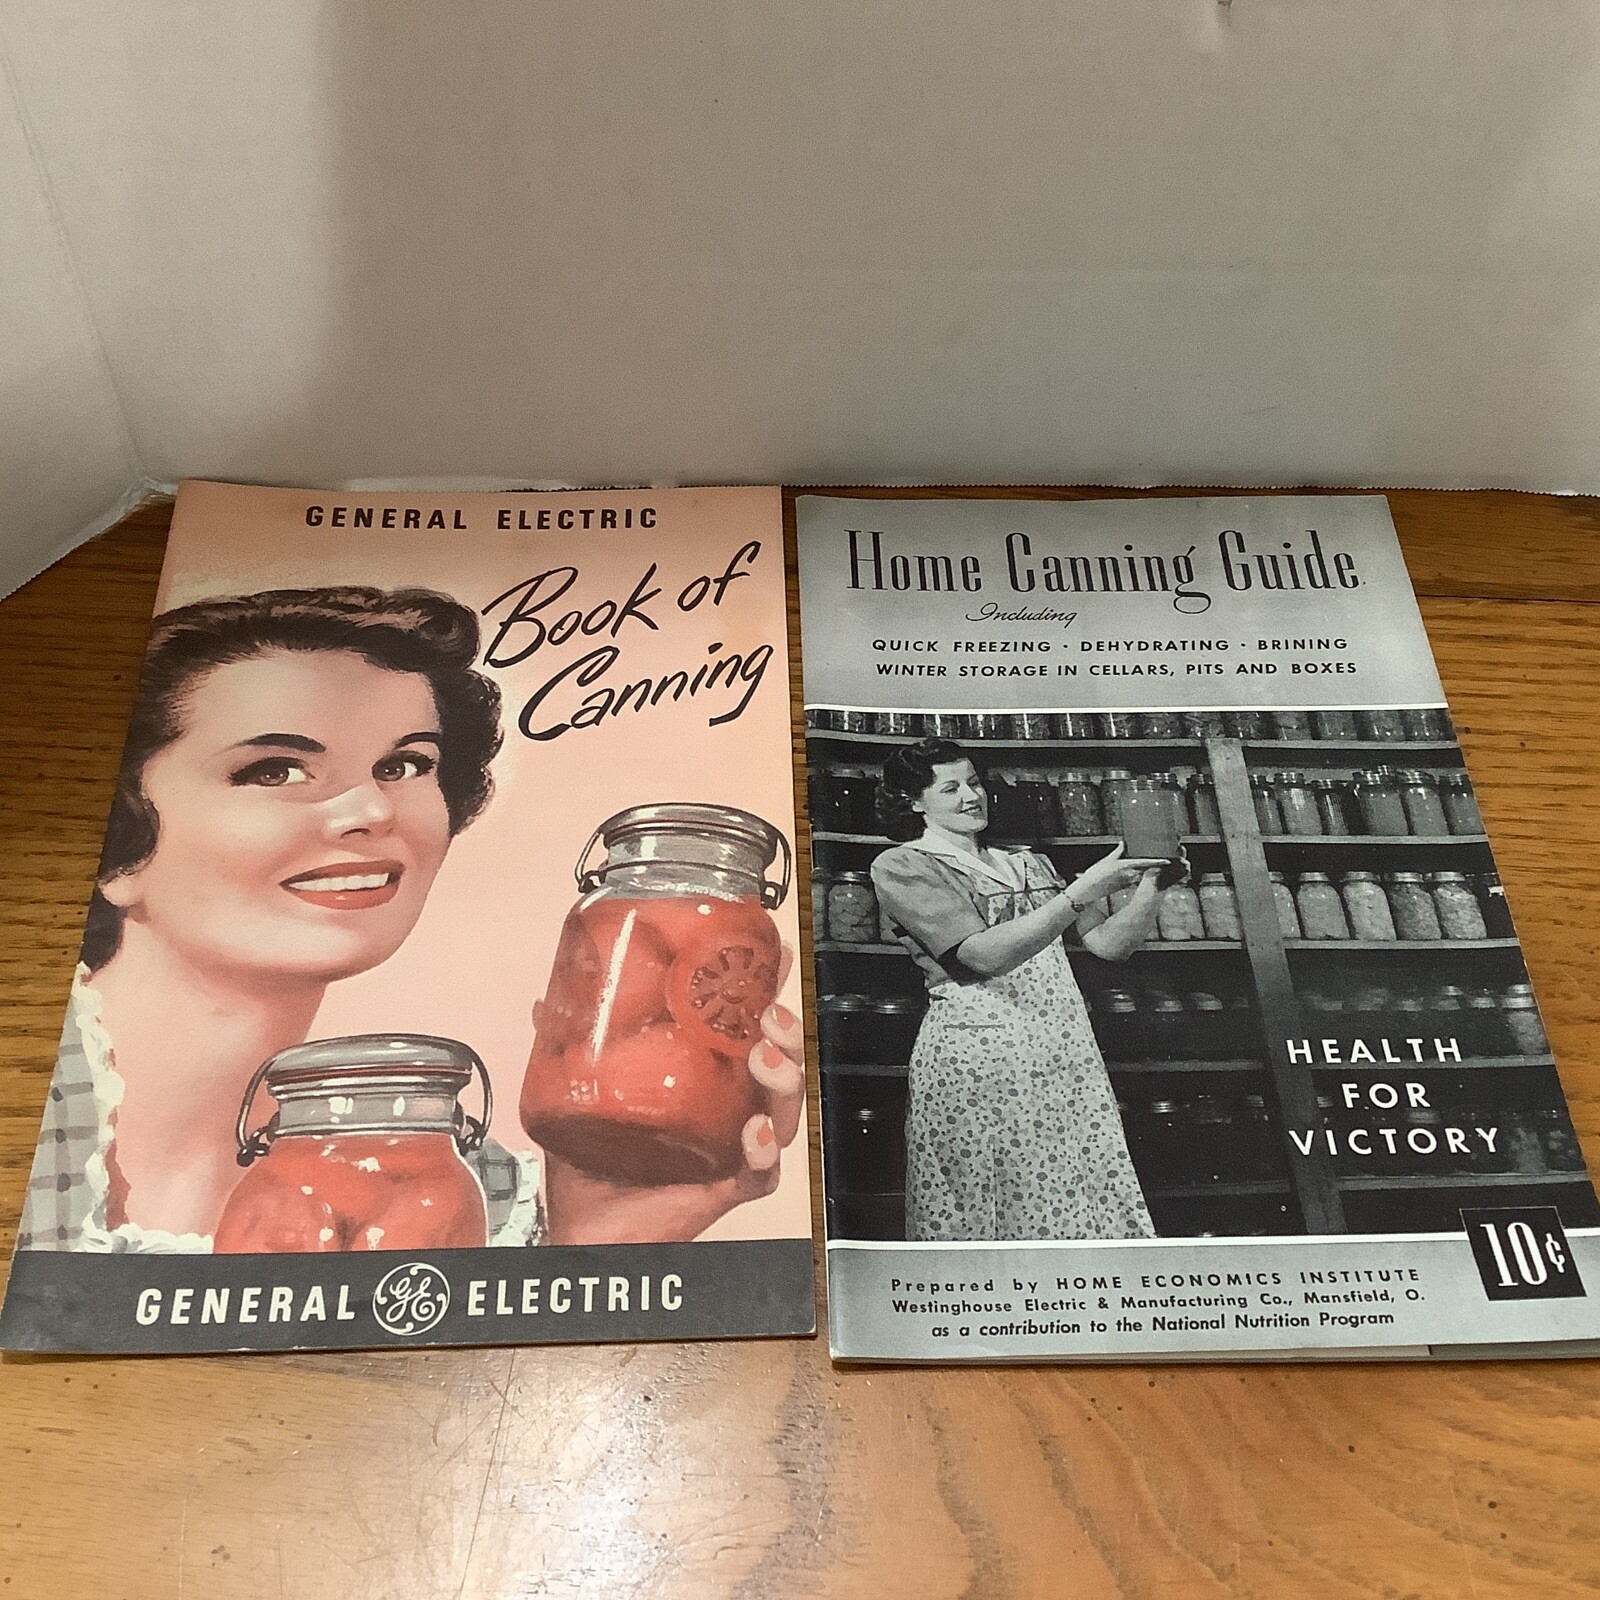 GENERAL ELECTRIC
Book of
Canning
GENERAL GE ELECTRIC
Home Canning Guide
Including
QUICK FREEZING · DEHYDRATING · BRINING
WINTER STORAGE IN CELLARS, PITS AND BOXES
HEALTH
FOR
VICTORY
10¢
Prepared by HOME ECONOMICS INSTITUTE
Westinghouse Electric & Manufacturing Co., Mansfield, O.
as a contribution to the National Nutrition Program